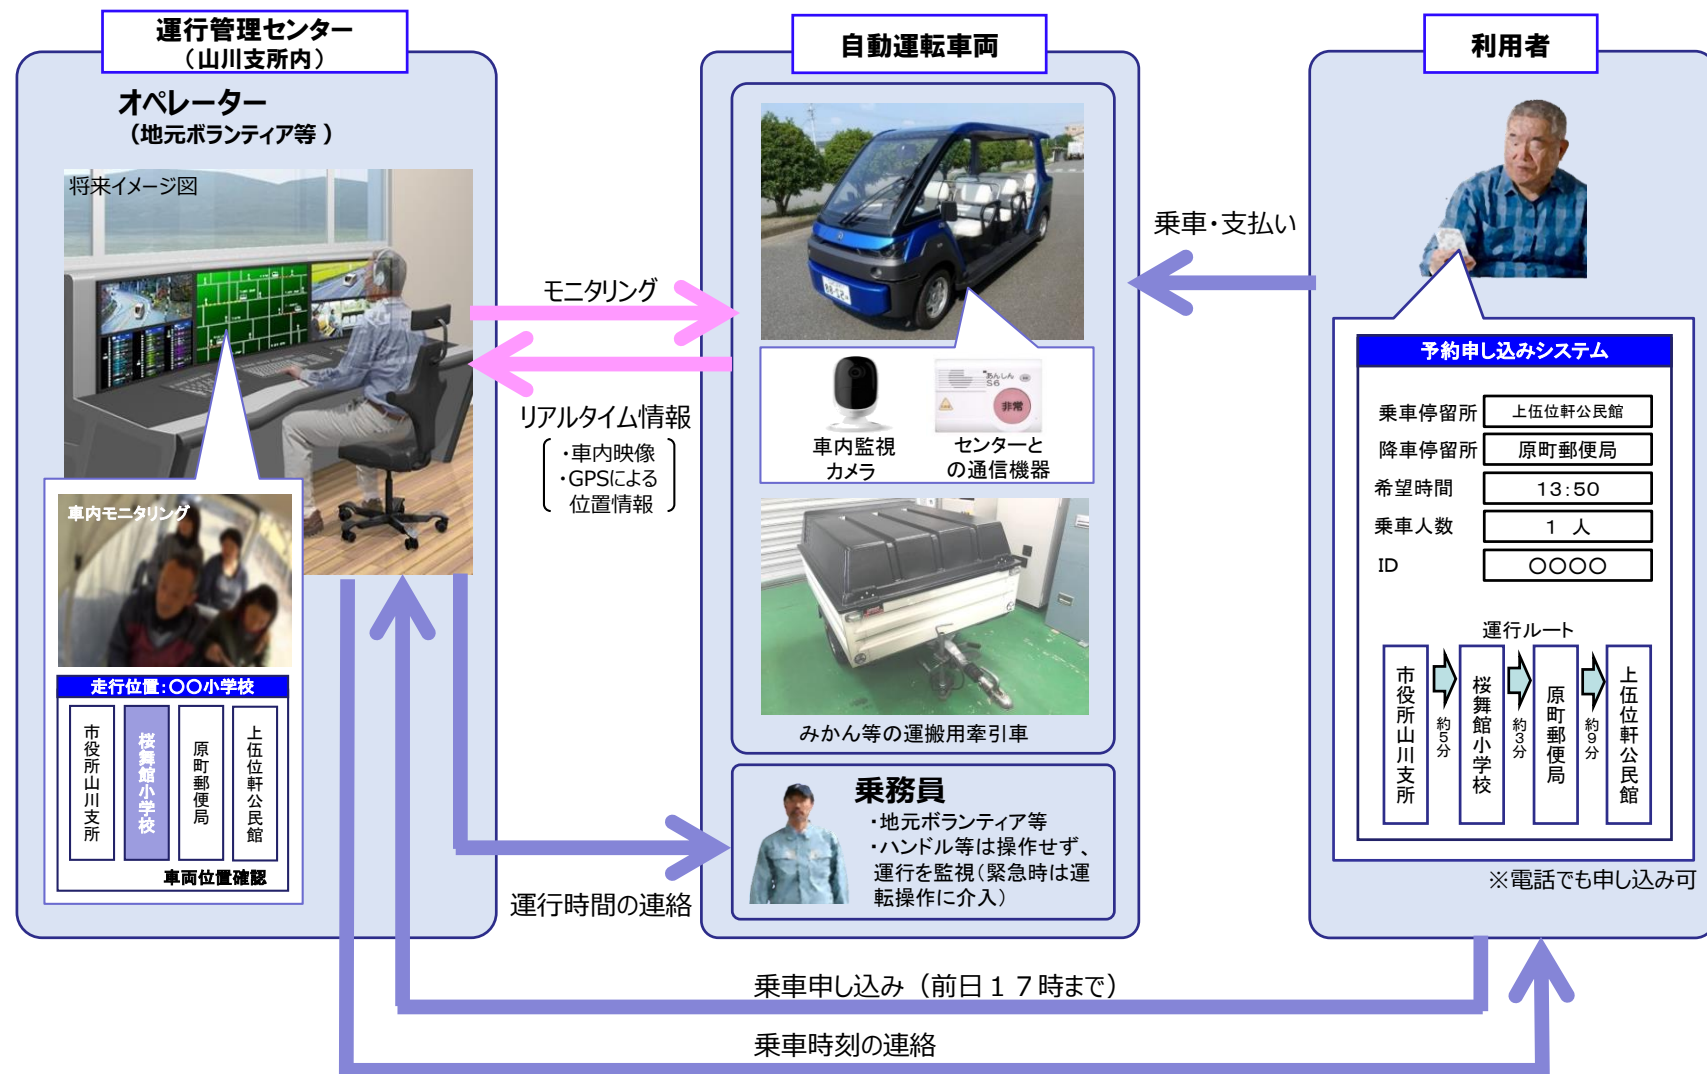 運行管理センター
（山川支所内）
オペレーター
（地元ボランティア等 ）
将来イメージ図
車内モニタリング
走行位置:〇〇小学校
市役所山川支所
桜舞館小学校
原町郵便局
上伍位軒公民館
車両位置確認
モニタリング
リアルタイム情報
・車内映像
・GPSによる
位置情報
運行時間の連絡
自動運転車両
あんしん
S6
非常
車内監視
カメラ
センターと
の通信機器
みかん等の運搬用牽引車
乗務員
・地元ボランティア等
・ハンドル等は操作せず、
運行を監視(緊急時は運
転操作に介入)
乗車・支払い
利用者
予約申し込みシステム
乗車停留所 上伍位軒公民館
降車停留所 原町郵便局
希望時間 13:50
乗車人数 1 人
ID 〇〇〇〇
運行ルート
市役所山川支所
約5分
桜舞館小学校
約3分
原町郵便局
約9分
上伍位軒公民館
※電話でも申し込み可
乗車申し込み（前日１７時まで）
乗車時刻の連絡